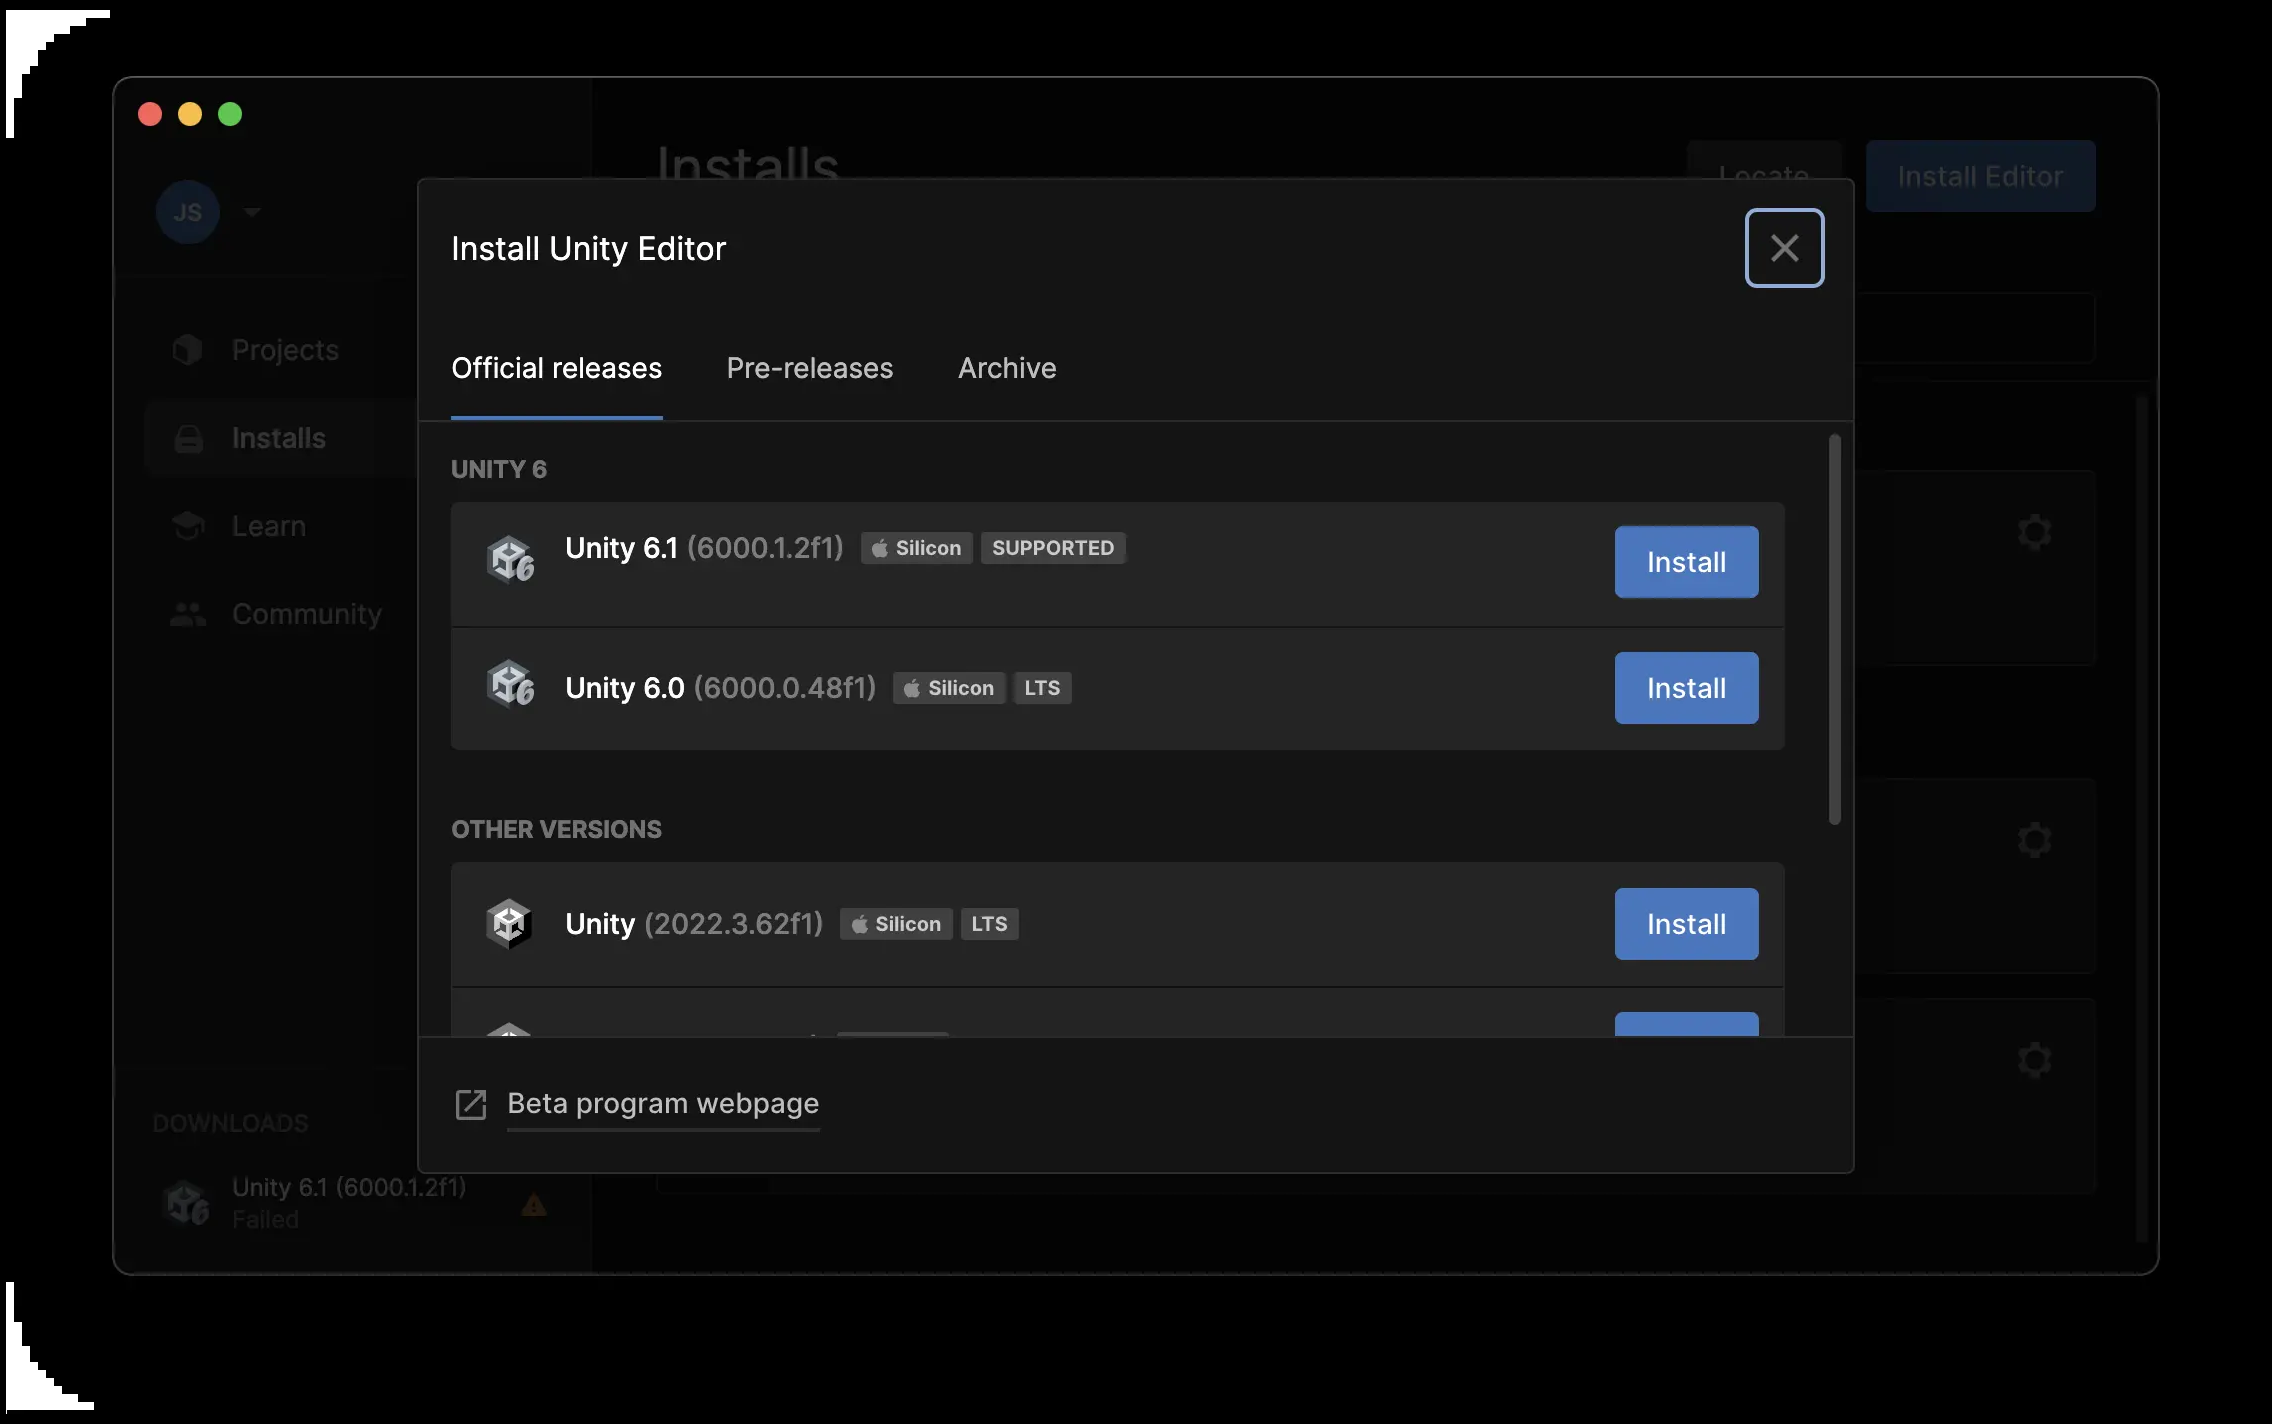 Installs
Locate
Install Editor
JS
Install Unity Editor
Projects
Installs
Learn
Community
Official releases
Pre-releases
Archive
UNITY 6
Unity 6.1 (6000.1.2f1) Silicon SUPPORTED
Install
Unity 6.0 (6000.0.48f1) Silicon LTS
Install
OTHER VERSIONS
Unity (2022.3.62f1) Silicon LTS
Install
Beta program webpage
DOWNLOADS
Unity 6.1 (6000.1.2f1)
Failed